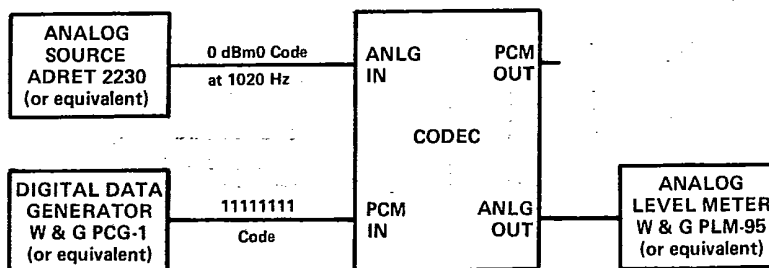 ANALOG
SOURCE
ADRET 2230
(or equivalent)
0 dBm0 Code
at 1020 Hz
ANLG
IN
PCM
OUT
CODEC
DIGITAL DATA
GENERATOR
W & G PCG-1
(or equivalent)
11111111
Code
PCM
IN
ANLG
OUT
ANALOG
LEVEL METER
W & G PLM-95
(or equivalent)